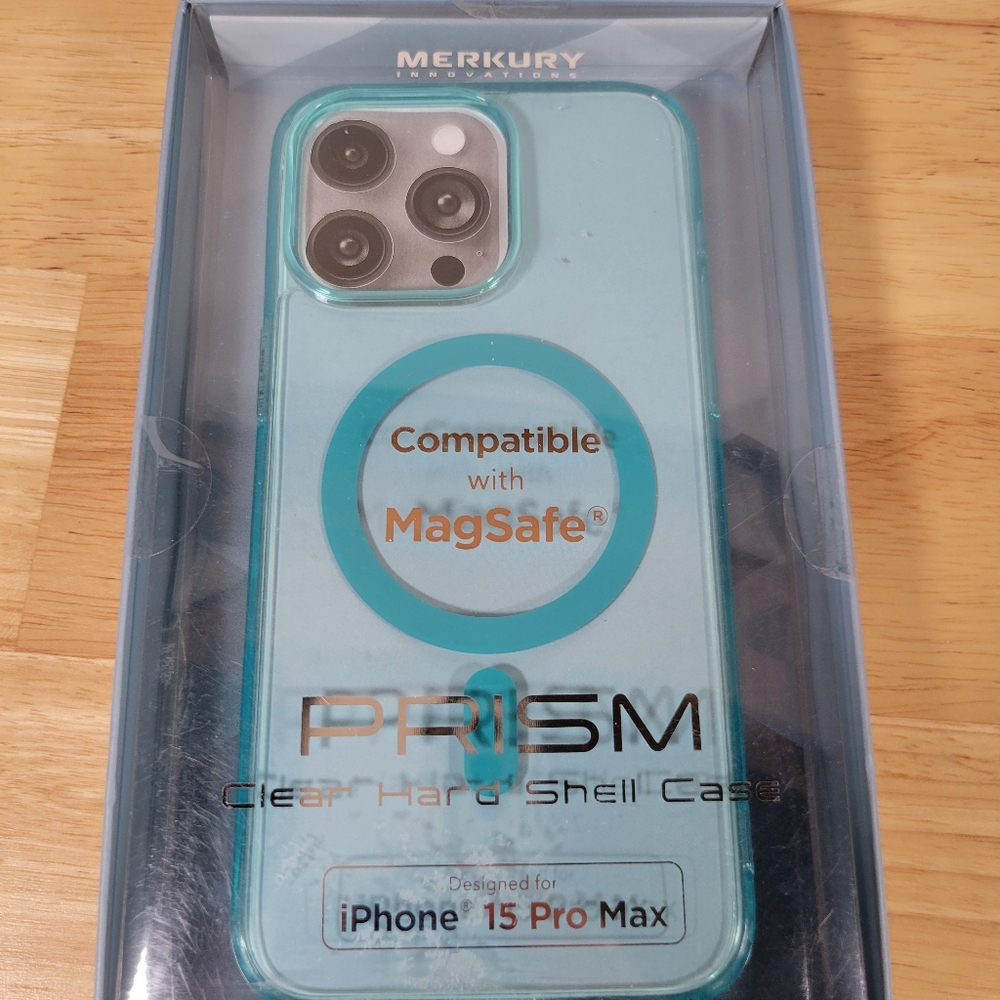 MERKURY
INNOVATIONS
Compatible
with
MagSafe®
PRISM
Clear Hard Shell Case
Designed for
iPhone® 15 Pro Max